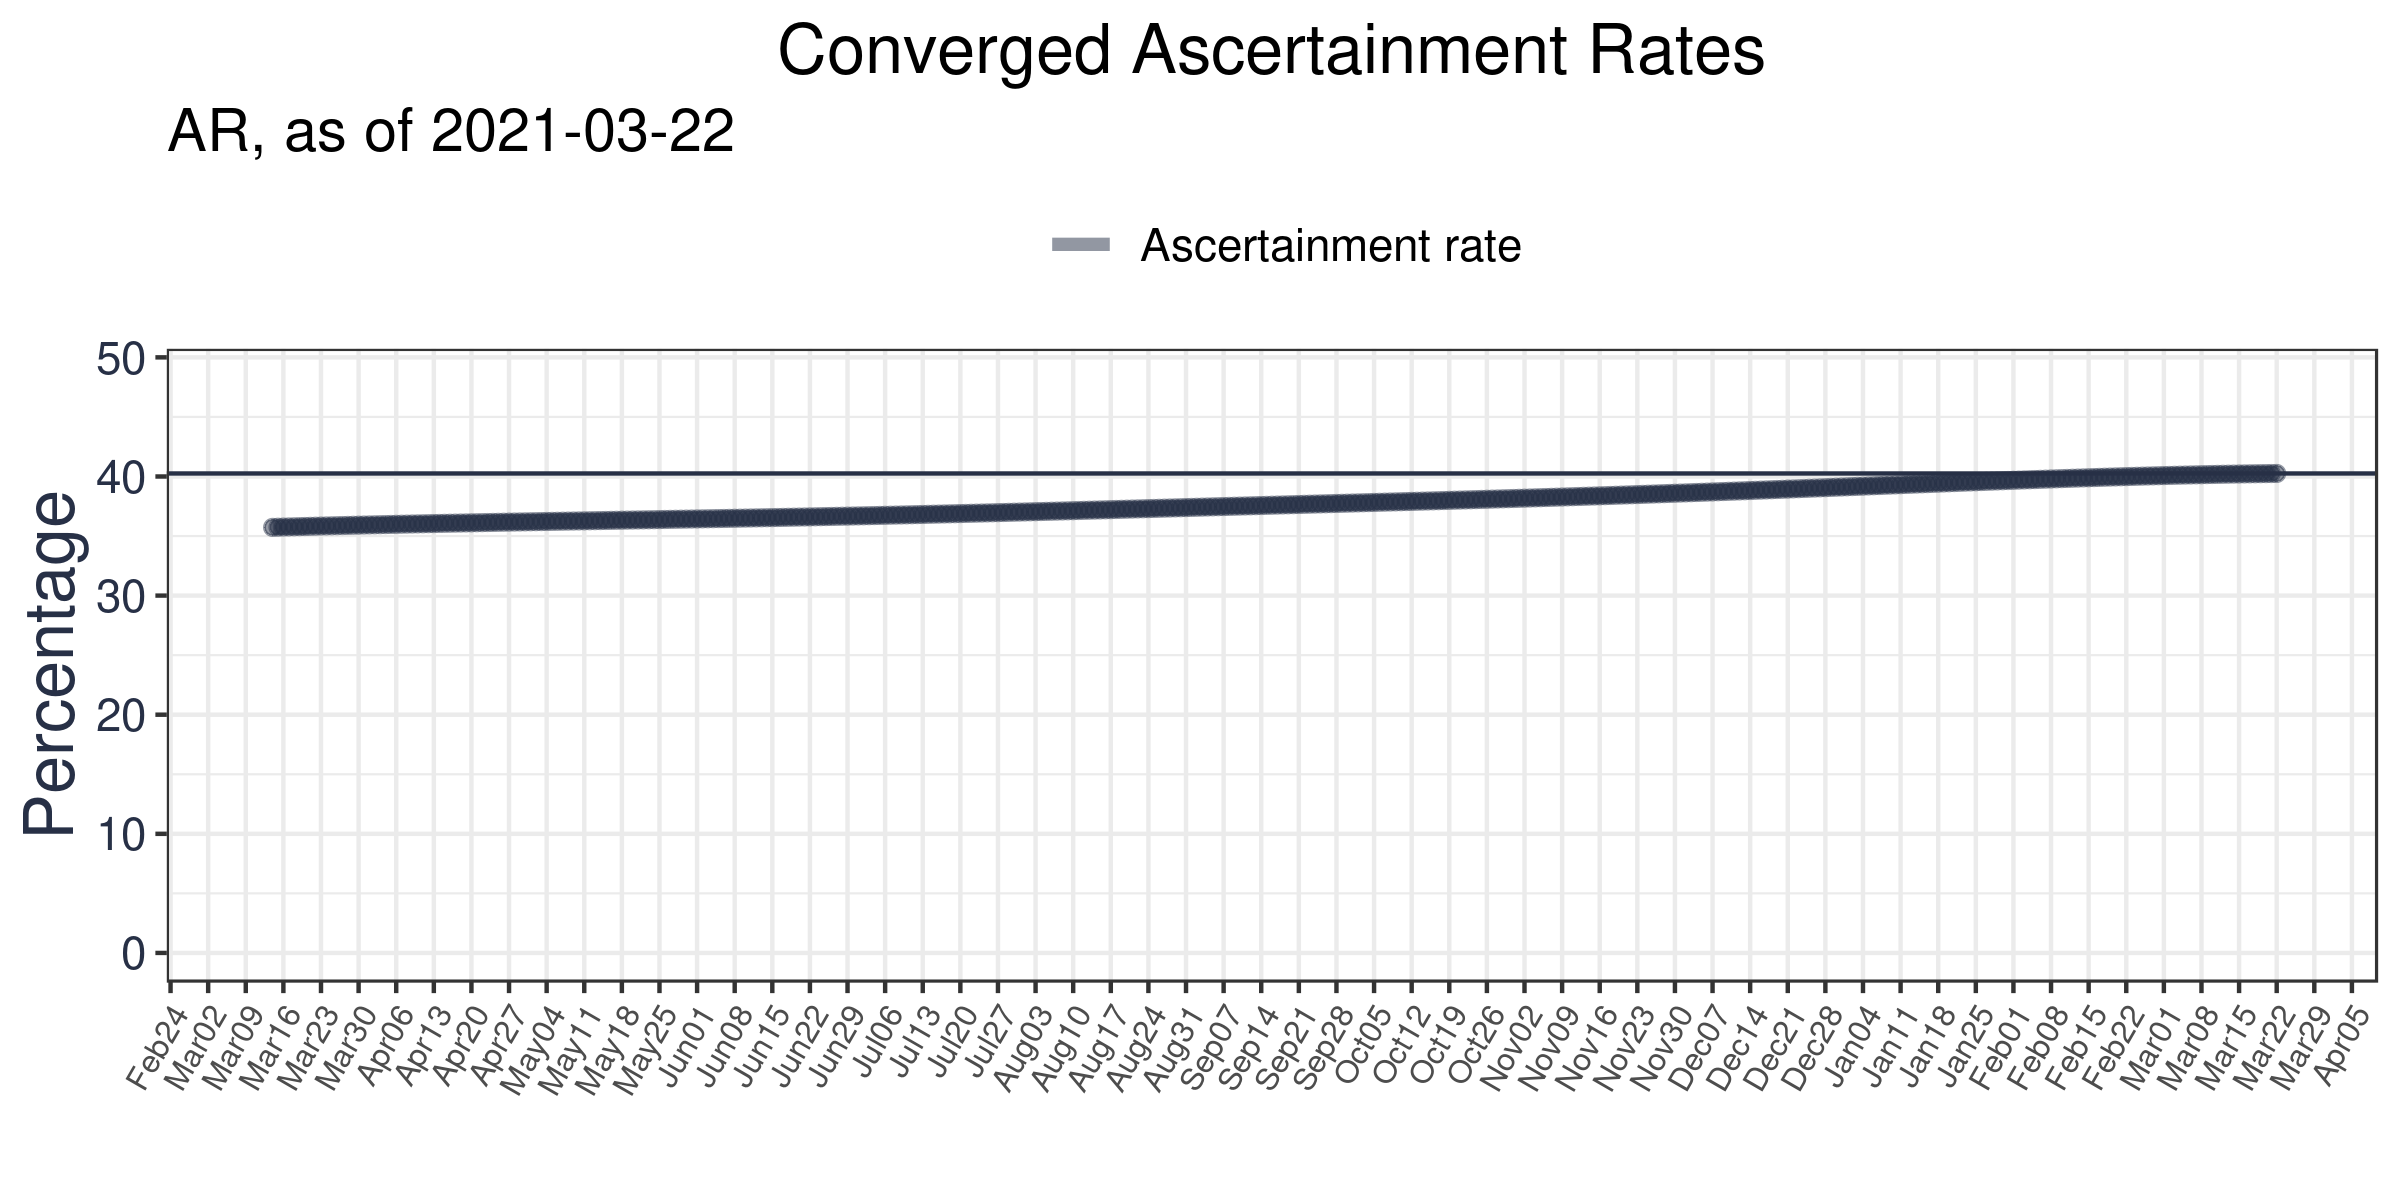 Converged Ascertainment Rates
AR, as of 2021-03-22
Ascertainment rate
Percentage
50
40
30
20
10
0
Feb24 Mar02 Mar09 Mar16 Mar23 Mar30 Apr06 Apr13 Apr20 Apr27 May04 May11 May18 May25 Jun01 Jun08 Jun15 Jun22 Jun29 Jul06 Jul13 Jul20 Jul27 Aug03 Aug10 Aug17 Aug24 Aug31 Sep07 Sep14 Sep21 Sep28 Oct05 Oct12 Oct19 Oct26 Nov02 Nov09 Nov16 Nov23 Nov30 Dec07 Dec14 Dec21 Dec28 Jan04 Jan11 Jan18 Jan25 Feb01 Feb08 Feb15 Feb22 Mar01 Mar08 Mar15 Mar22 Mar29 Apr05